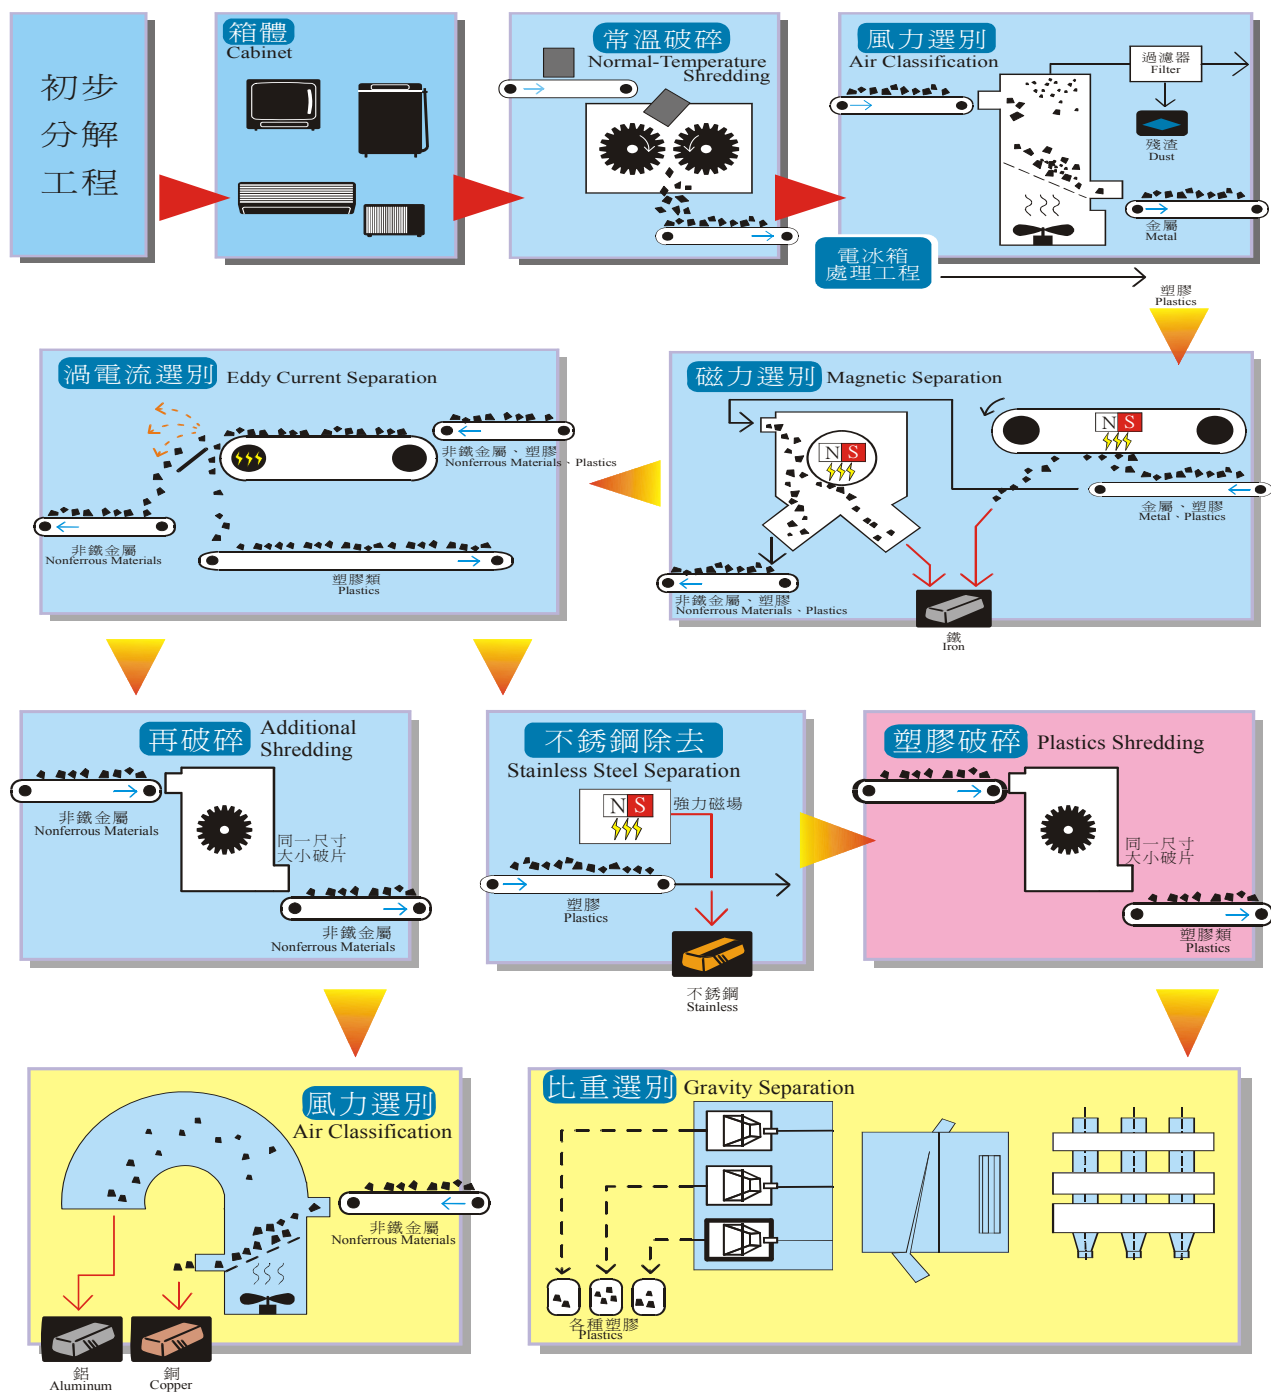 初步
分解
工程
箱體
Cabinet
常溫破碎
Normal-Temperature
Shredding
風力選別
Air Classification
過濾器
Filter
殘渣
Dust
金屬
Metal
電冰箱
處理工程
塑膠
Plastics
渦電流選別 Eddy Current Separation
非鐵金屬、塑膠
Nonferrous Materials、Plastics
非鐵金屬
Nonferrous Materials
塑膠類
Plastics
磁力選別 Magnetic Separation
N S
N S
金屬、塑膠
Metal、Plastics
非鐵金屬、塑膠
Nonferrous Materials、Plastics
鐵
Iron
再破碎 Additional
Shredding
非鐵金屬
Nonferrous Materials
同一尺寸
大小破片
非鐵金屬
Nonferrous Materials
不銹鋼除去
Stainless Steel Separation
N S 強力磁場
塑膠
Plastics
不銹鋼
Stainless
塑膠破碎 Plastics Shredding
同一尺寸
大小破片
塑膠類
Plastics
風力選別
Air Classification
非鐵金屬
Nonferrous Materials
鋁
Aluminum
銅
Copper
比重選別 Gravity Separation
各種塑膠
Plastics